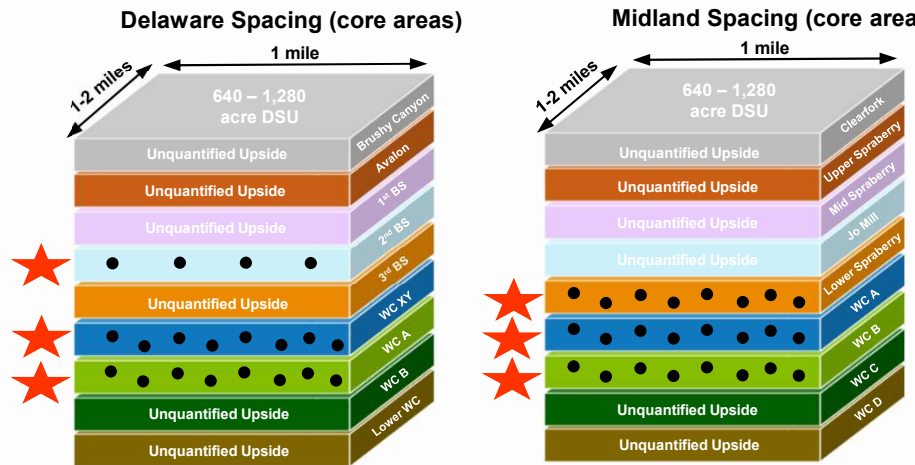 Delaware Spacing (core areas)
1 mile
1-2 miles
640 – 1,280
acre DSU
Unquantified Upside
Brushy Canyon
Unquantified Upside
Avalon
Unquantified Upside
1st BS
2nd BS
Unquantified Upside
3rd BS
WC XY
WC A
Unquantified Upside
WC B
Unquantified Upside
Lower WC
Midland Spacing (core area
1 mile
1-2 miles
640 – 1,280
acre DSU
Unquantified Upside
Clearfork
Unquantified Upside
Upper Spraberry
Unquantified Upside
Mid Spraberry
Unquantified Upside
Jo Mill
Lower Spraberry
WC A
WC B
Unquantified Upside
WC C
Unquantified Upside
WC D